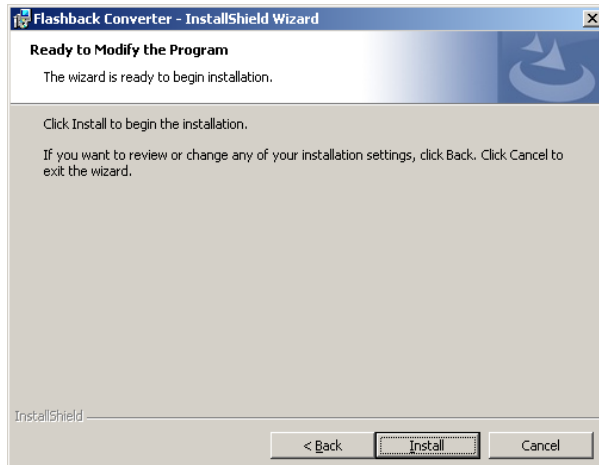 Flashback Converter - InstallShield Wizard
Ready to Modify the Program
The wizard is ready to begin installation.
Click Install to begin the installation.
If you want to review or change any of your installation settings, click Back. Click Cancel to
exit the wizard.
InstallShield
< Back Install Cancel